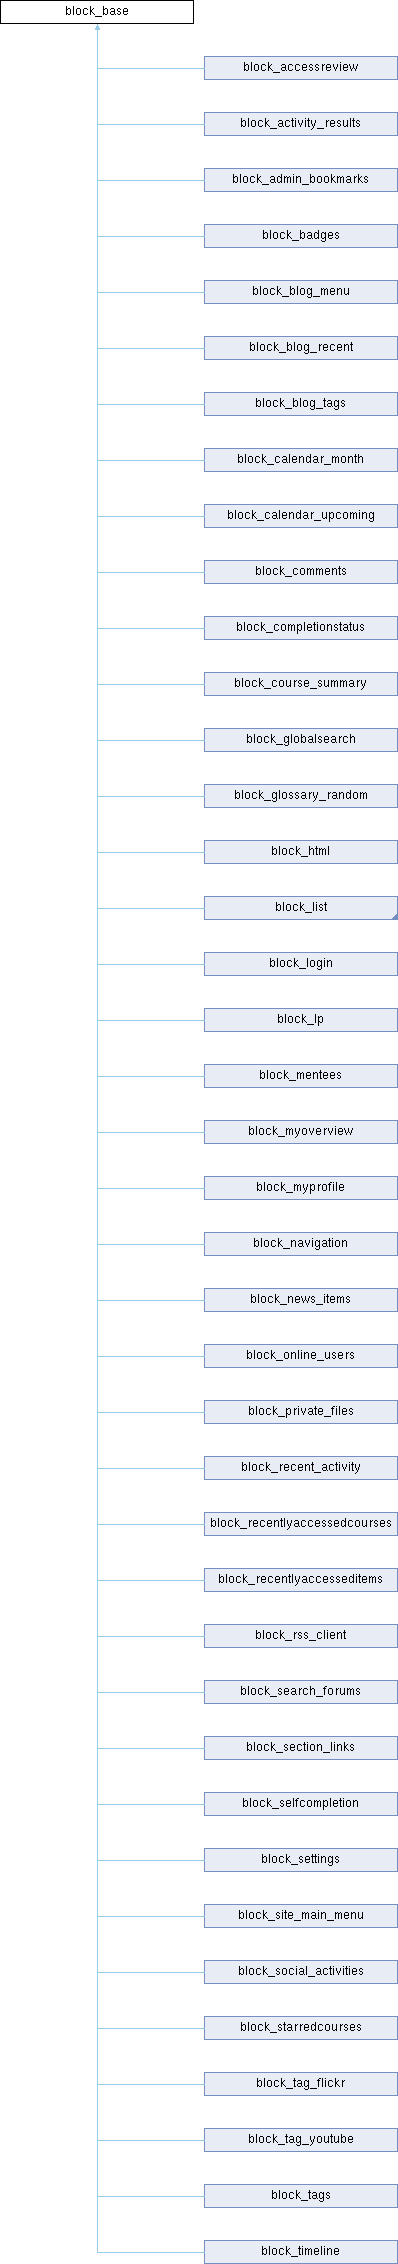 block_base
block_accessreview
block_activity_results
block_admin_bookmarks
block_badges
block_blog_menu
block_blog_recent
block_blog_tags
block_calendar_month
block_calendar_upcoming
block_comments
block_completionstatus
block_course_summary
block_globalsearch
block_glossary_random
block_html
block_list
block_login
block_lp
block_mentees
block_myoverview
block_myprofile
block_navigation
block_news_items
block_online_users
block_private_files
block_recent_activity
block_recentlyaccessedcourses
block_recentlyaccesseditems
block_rss_client
block_search_forums
block_section_links
block_selfcompletion
block_settings
block_site_main_menu
block_social_activities
block_starredcourses
block_tag_flickr
block_tag_youtube
block_tags
block_timeline